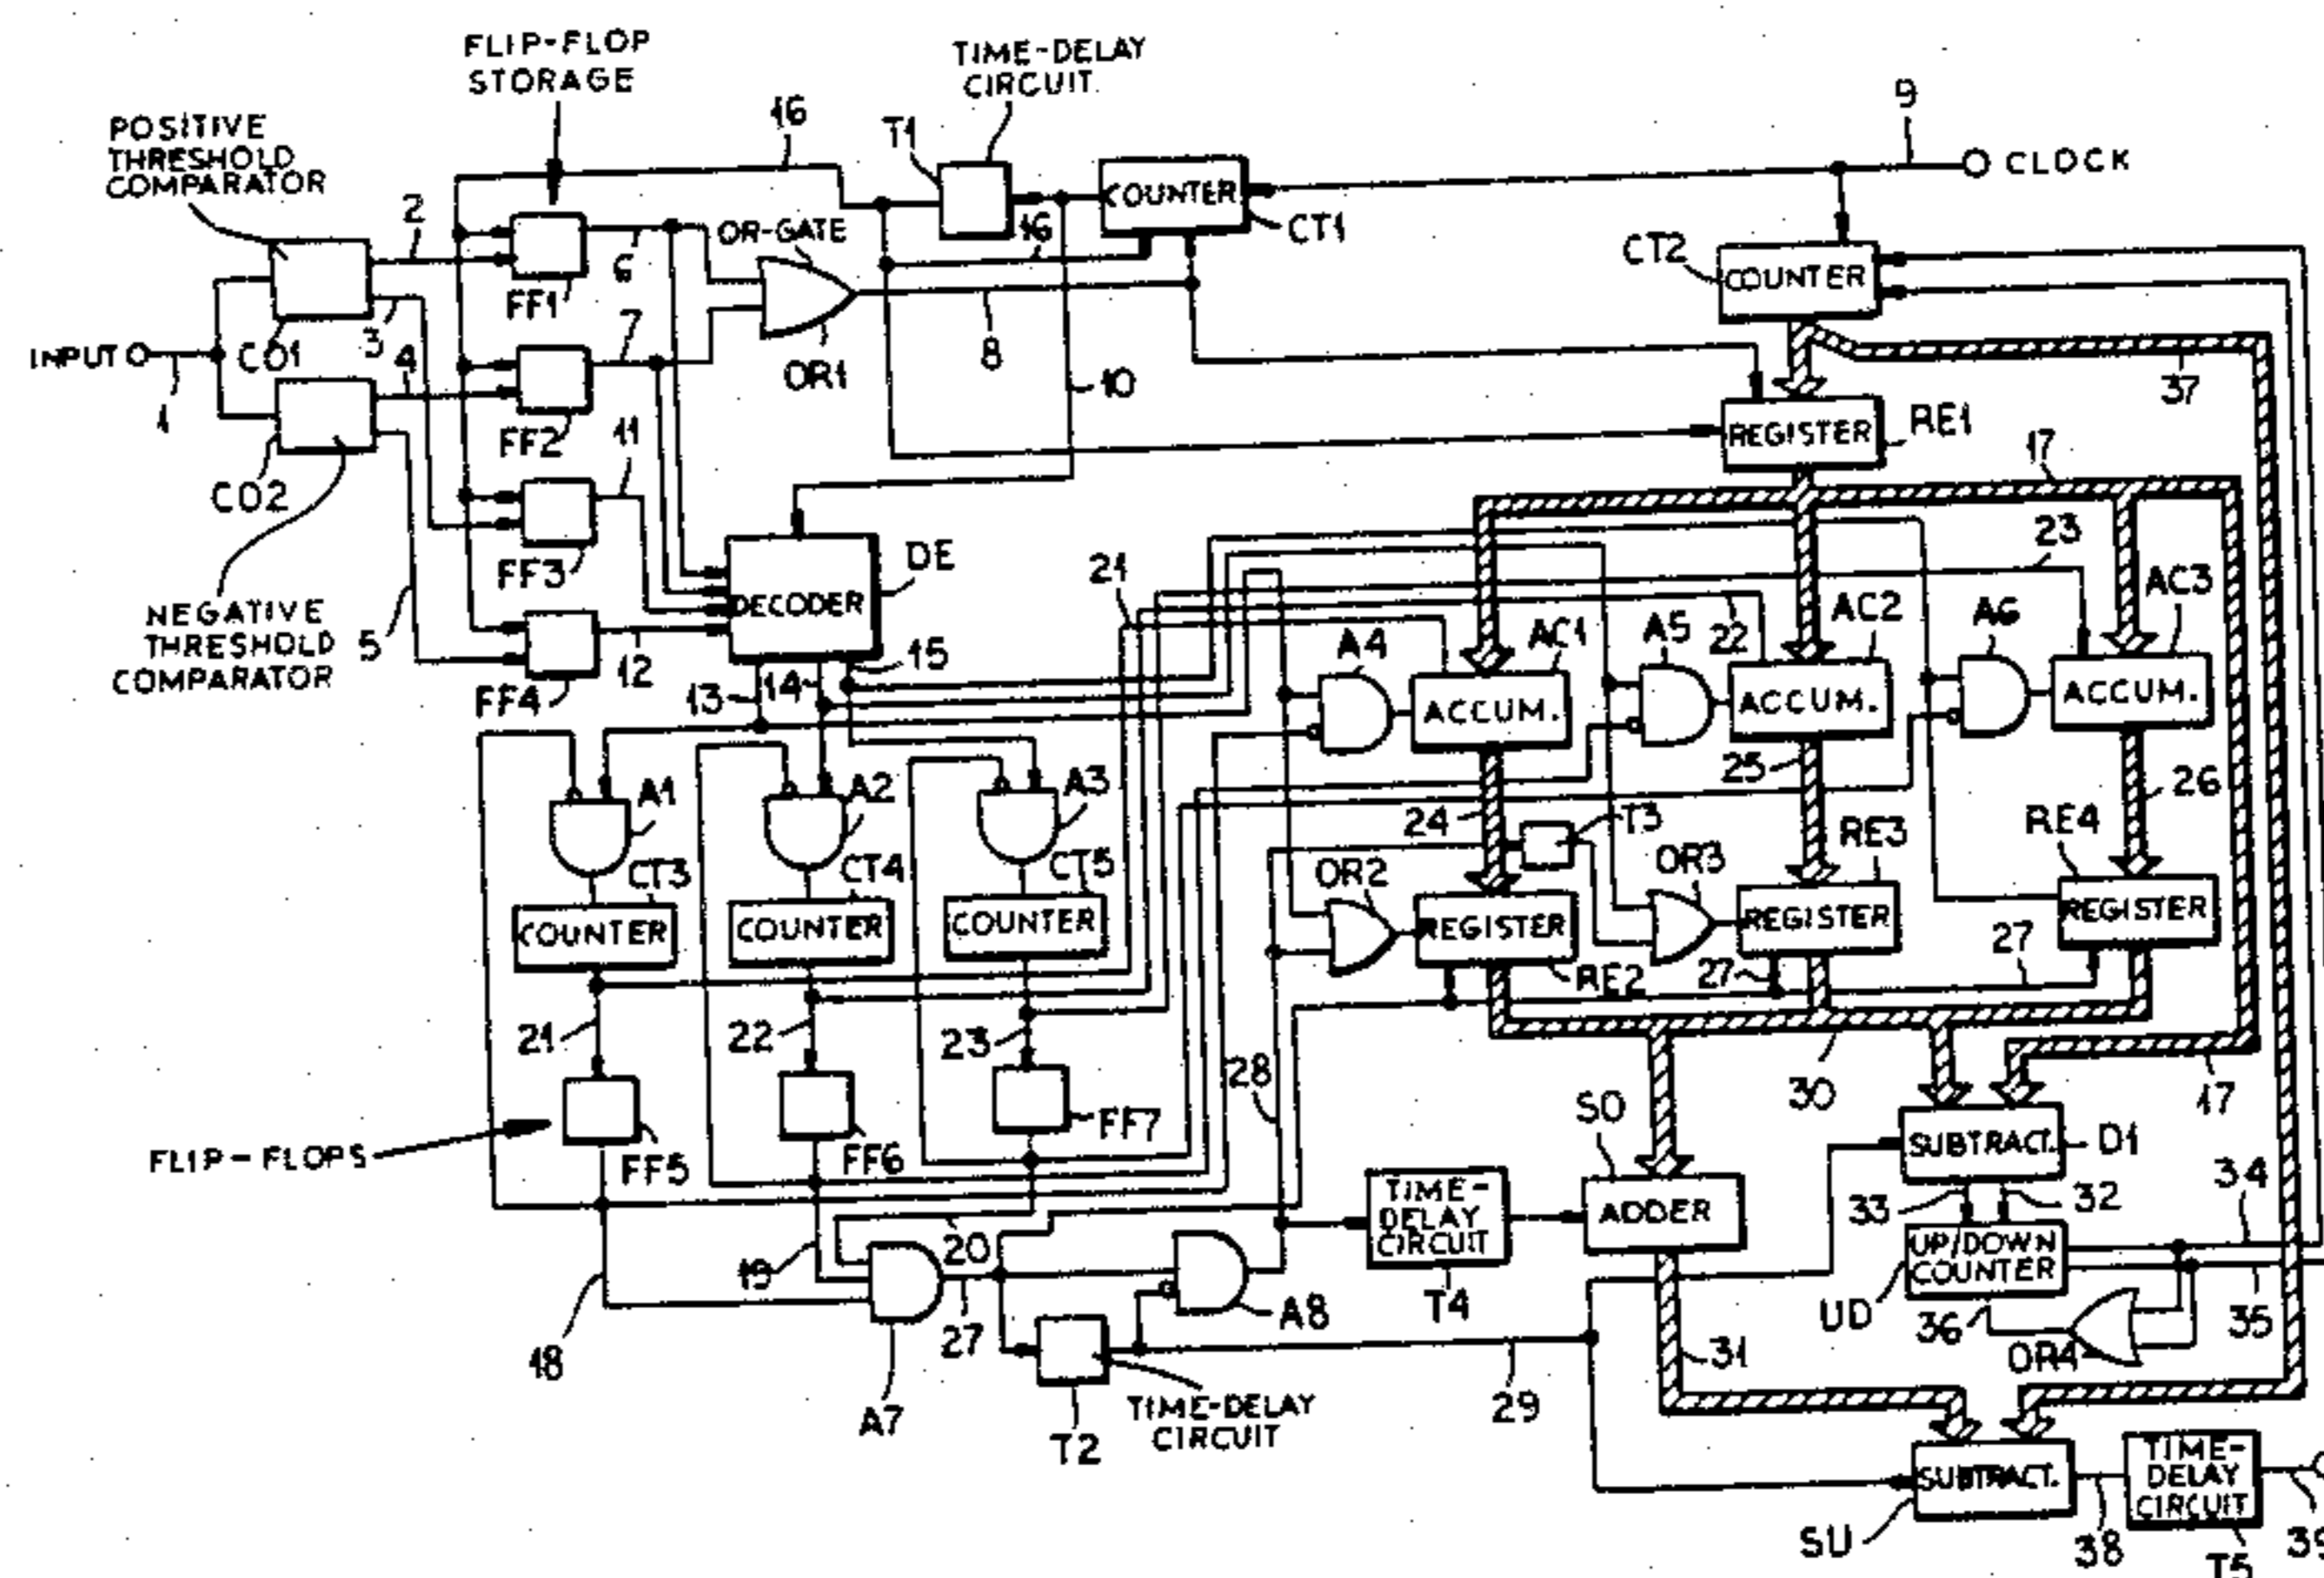 FLIP-FLOP
STORAGE
TIME-DELAY
CIRCUIT
POSITIVE
THRESHOLD
COMPARATOR
16
T1
9
CLOCK
2
COUNTER
CT1
OR-GATE
6
16
CT2
COUNTER
FF1
3
CO1
INPUT
7
8
OR1
4
10
37
1
FF2
11
REGISTER
RE1
CO2
17
FF3
DE
DECODER
21
23
AC3
NEGATIVE
THRESHOLD
COMPARATOR
5
22
AC2
A6
A5
AC1
A4
12
15
14
13
FF4
ACCUM.
ACCUM.
ACCUM.
A1
A2
A3
25
26
24
T3
RE3
RE4
CT3
CT4
CT5
OR2
OR3
COUNTER
COUNTER
COUNTER
REGISTER
REGISTER
REGISTER
27
27
RE2
21
22
23
28
30
17
SO
FF5
FF6
FF7
FLIP-FLOPS
SUBTRACT.
D1
TIME-
DELAY
CIRCUIT
ADDER
33
32
34
20
19
UP/DOWN
COUNTER
UD
36
35
OR4
T4
A8
18
27
31
A7
T2
TIME-DELAY
CIRCUIT
29
SUBTRACT.
TIME-
DELAY
CIRCUIT
SU
38
T5
39